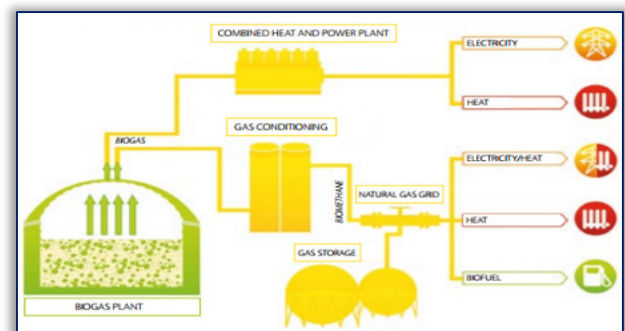 COMBINED HEAT AND POWER PLANT
ELECTRICITY
HEAT
BIOGAS
GAS CONDITIONING
ELECTRICITY/HEAT
BIOMETHANE
NATURAL GAS GRID
HEAT
GAS STORAGE
BIOFUEL
BIOGAS PLANT